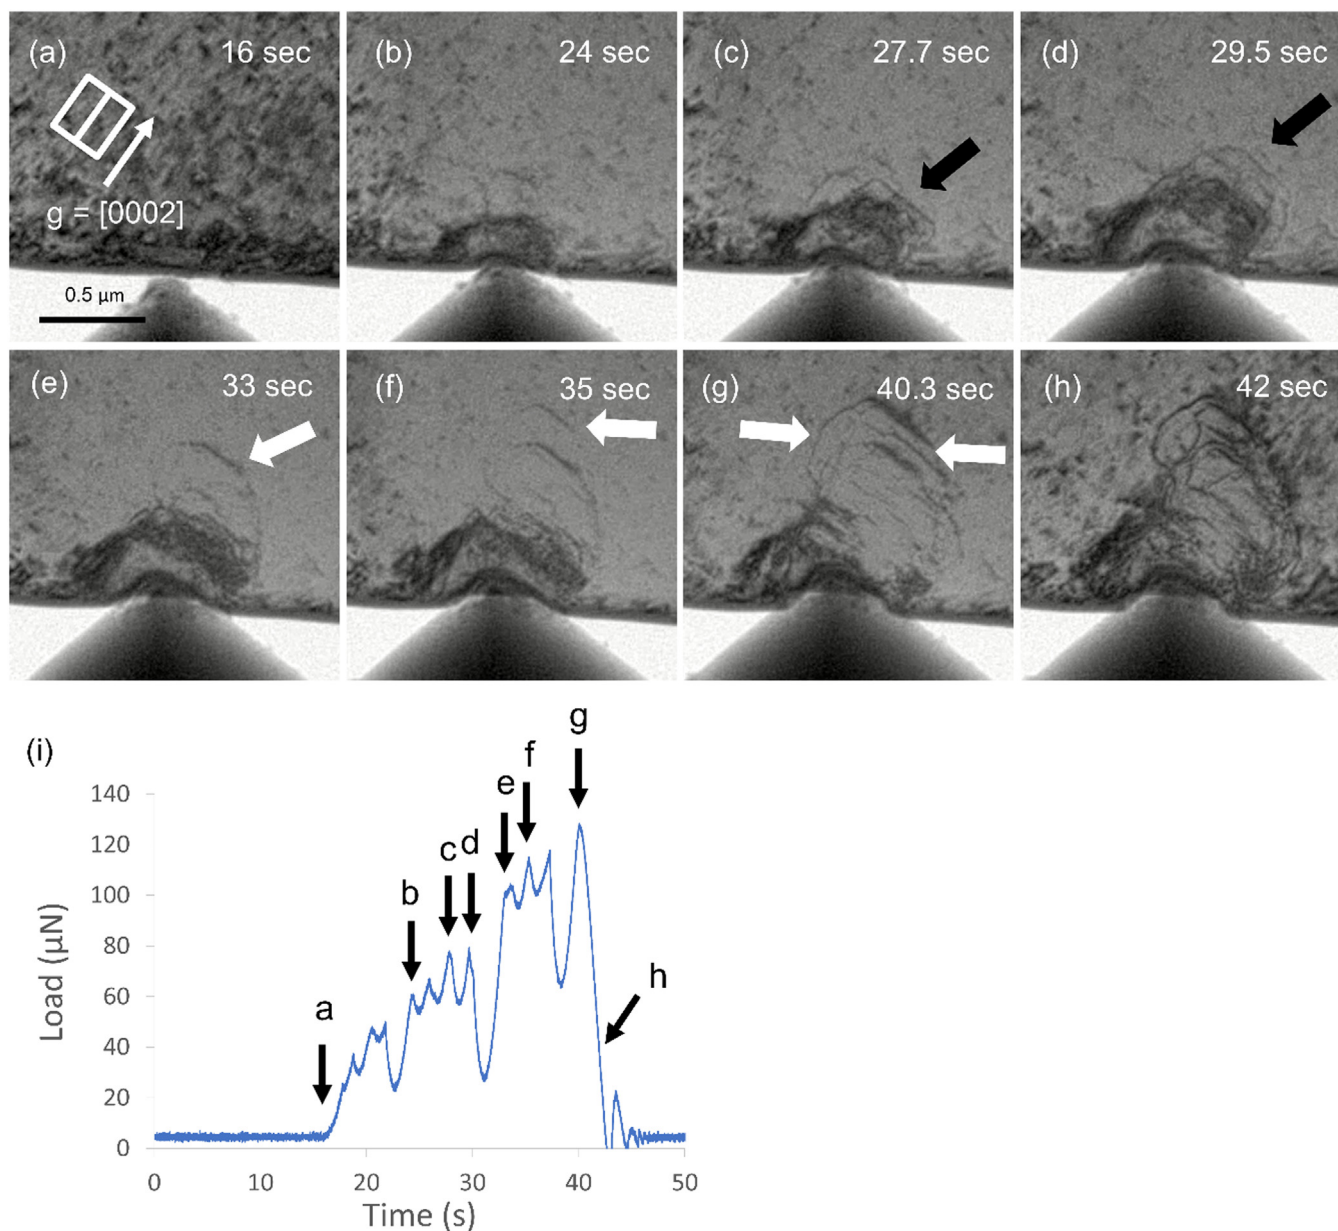 (a) 16 sec
g = [0002]
0.5 μm
(b) 24 sec
(c) 27.7 sec
(d) 29.5 sec
(e) 33 sec
(f) 35 sec
(g) 40.3 sec
(h) 42 sec
(i)
Load (μN)
140
120
100
80
60
40
20
0
a
b
c
d
e
f
g
h
0 10 20 30 40 50
Time (s)